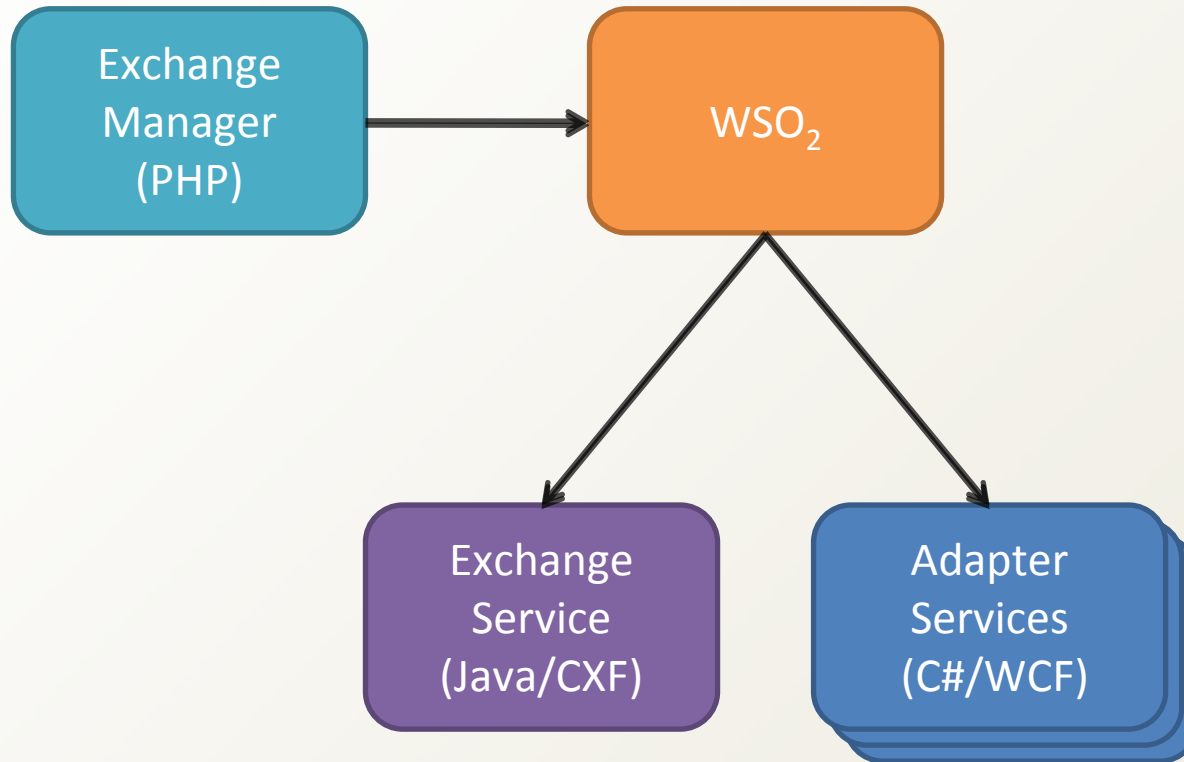 Exchange
Manager
(PHP)
WSO₂
Exchange
Service
(Java/CXF)
Adapter
Services
(C#/WCF)